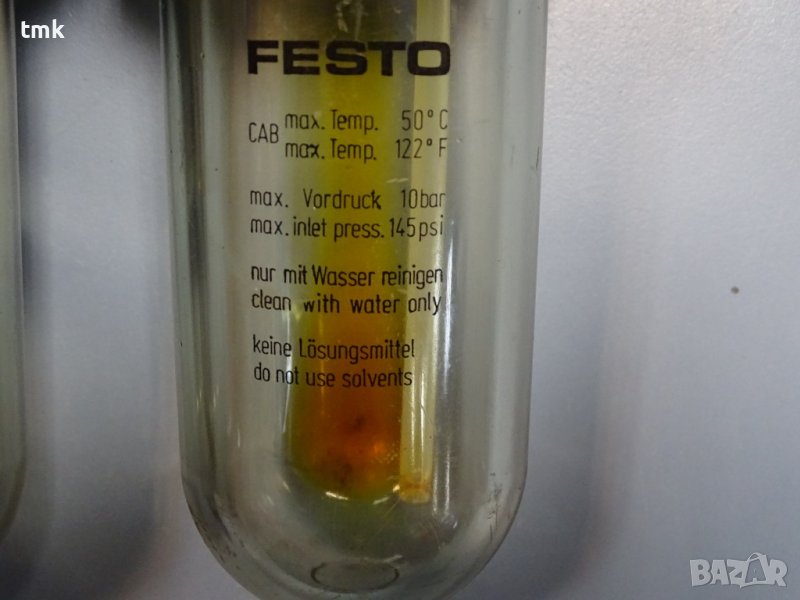 tmk
FESTO
CAB max. Temp. 50°C
max. Temp. 122°F
max. Vordruck 10bar
max. inlet press. 145psi
nur mit Wasser reinigen
clean with water only
keine Lösungsmittel
do not use solvents
BAZAR